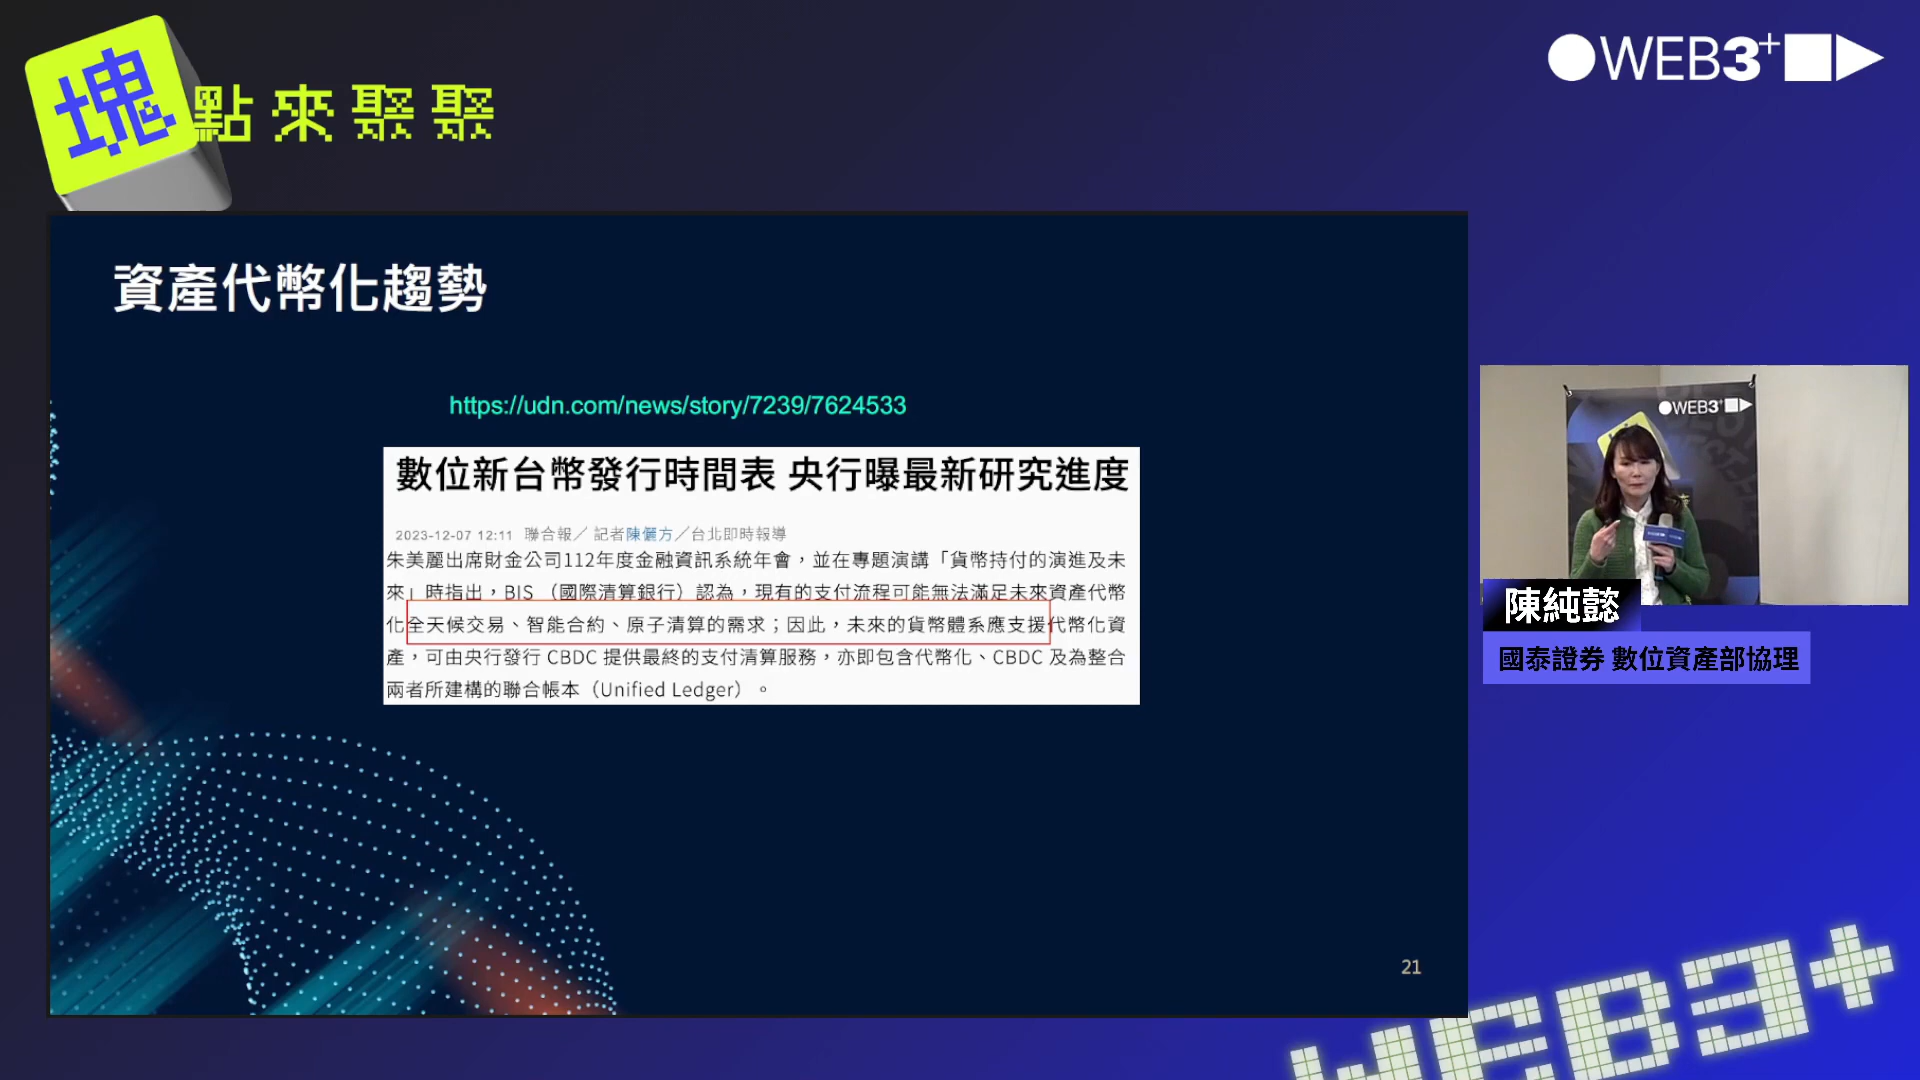 塊點來聚聚
WEB3+
資產代幣化趨勢
https://udn.com/news/story/7239/7624533
數位新台幣發行時間表 央行曝最新研究進度
2023-12-07 12:11 聯合報／記者陳儷方／台北即時報導
朱美麗出席財金公司112年度金融資訊系統年會，並在專題演講「貨幣持付的演進及未
來」時指出，BIS （國際清算銀行）認為，現有的支付流程可能無法滿足未來資產代幣
化全天候交易、智能合約、原子清算的需求；因此，未來的貨幣體系應支援代幣化資
產，可由央行發行 CBDC 提供最終的支付清算服務，亦即包含代幣化、CBDC 及為整合
兩者所建構的聯合帳本（Unified Ledger）。
21
WEB3+
陳純懿
國泰證券 數位資產部協理
WEB3+